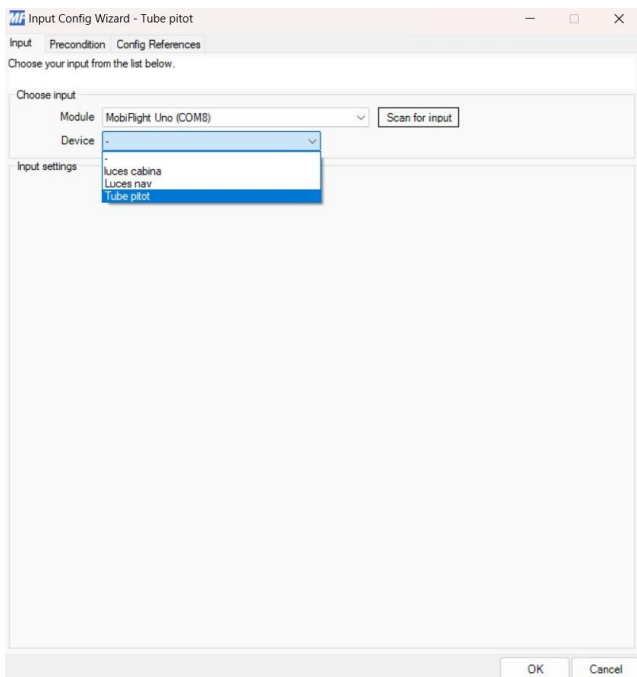 MF Input Config Wizard - Tube pitot
Input Precondition Config References
Choose your input from the list below.
Choose input
Module MobiFlight Uno (COM8) Scan for input
Device -
-
Input settings
luces cabina
Luces nav
Tube pitot
OK Cancel